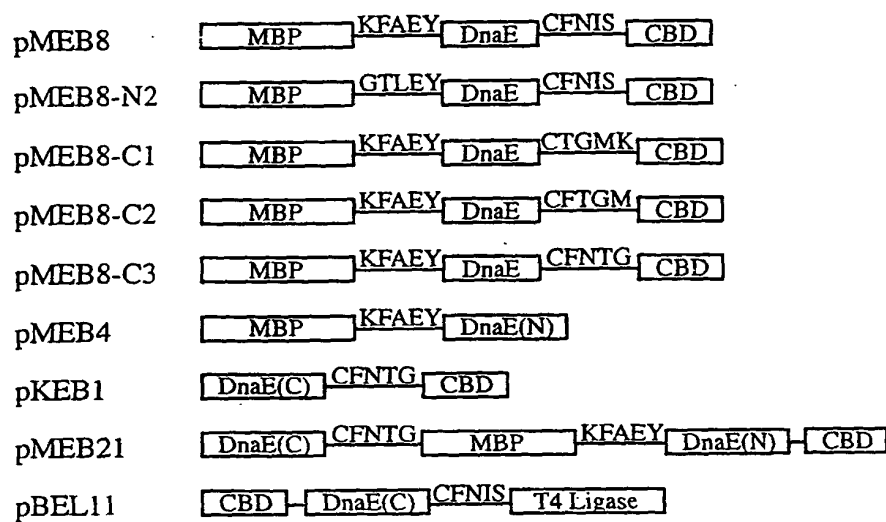 pMEB8 MBP KFAEY DnaE CFNIS CBD
pMEB8-N2 MBP GTLEY DnaE CFNIS CBD
pMEB8-C1 MBP KFAEY DnaE CTGMK CBD
pMEB8-C2 MBP KFAEY DnaE CFTGM CBD
pMEB8-C3 MBP KFAEY DnaE CFNTG CBD
pMEB4 MBP KFAEY DnaE(N)
pKEB1 DnaE(C) CFNTG CBD
pMEB21 DnaE(C) CFNTG MBP KFAEY DnaE(N) CBD
pBEL11 CBD DnaE(C) CFNIS T4 Ligase